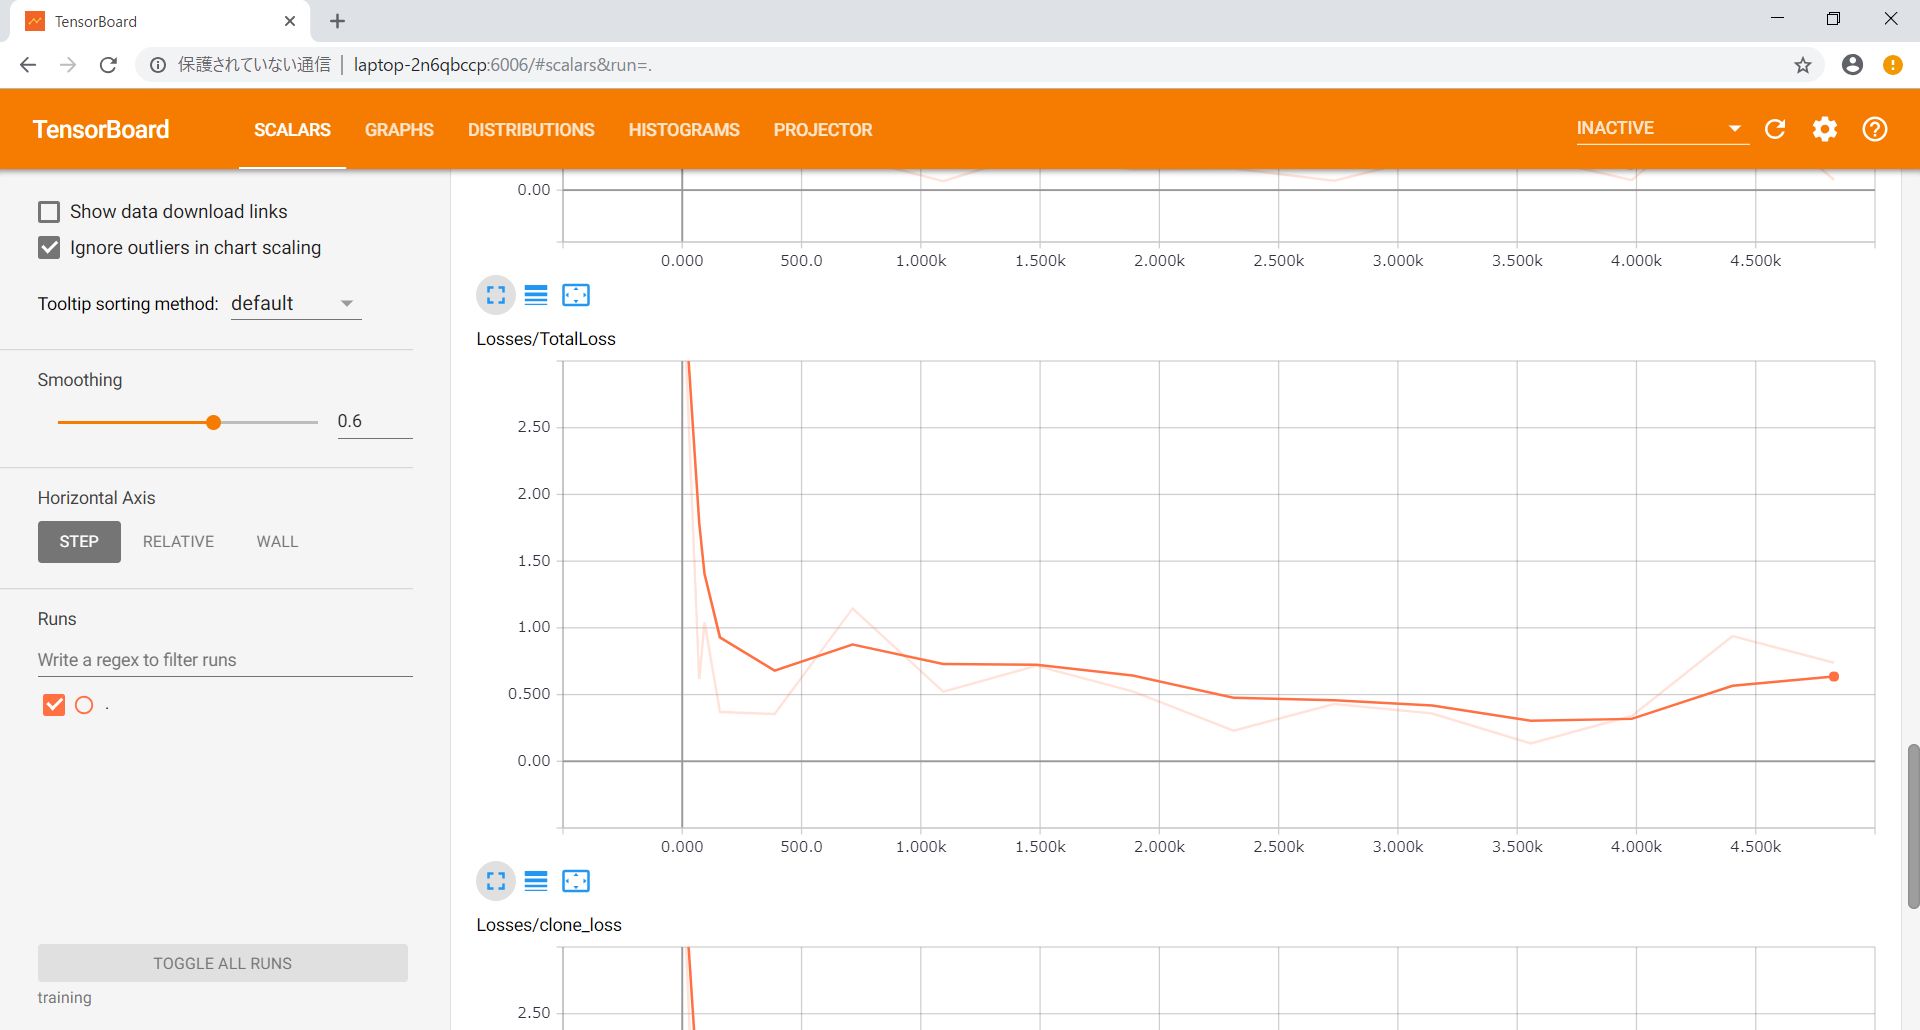 TensorBoard
保護されていない通信 | laptop-2n6qbccp:6006/#scalars&run=.
TensorBoard SCALARS GRAPHS DISTRIBUTIONS HISTOGRAMS PROJECTOR INACTIVE
Show data download links
Ignore outliers in chart scaling
Tooltip sorting method: default
Smoothing
0.6
Horizontal Axis
STEP RELATIVE WALL
Runs
Write a regex to filter runs
.
TOGGLE ALL RUNS
training
0.00
0.000 500.0 1.000k 1.500k 2.000k 2.500k 3.000k 3.500k 4.000k 4.500k
Losses/TotalLoss
2.50
2.00
1.50
1.00
0.500
0.00
0.000 500.0 1.000k 1.500k 2.000k 2.500k 3.000k 3.500k 4.000k 4.500k
Losses/clone_loss
2.50